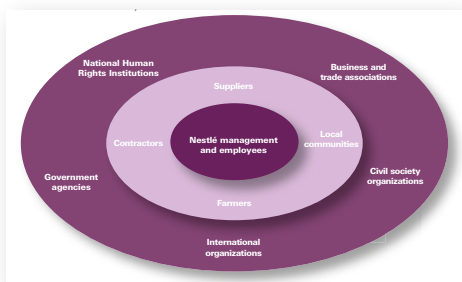 National Human
Rights Institutions
Business and
trade associations
Suppliers
Contractors
Nestlé management
and employees
Local
communities
Government
agencies
Civil society
organizations
Farmers
International
organizations